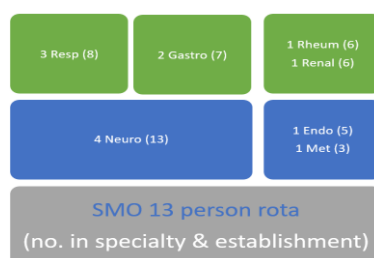 3 Resp (8)
2 Gastro (7)
1 Rheum (6)
1 Renal (6)
4 Neuro (13)
1 Endo (5)
1 Met (3)
SMO 13 person rota
(no. in specialty & establishment)